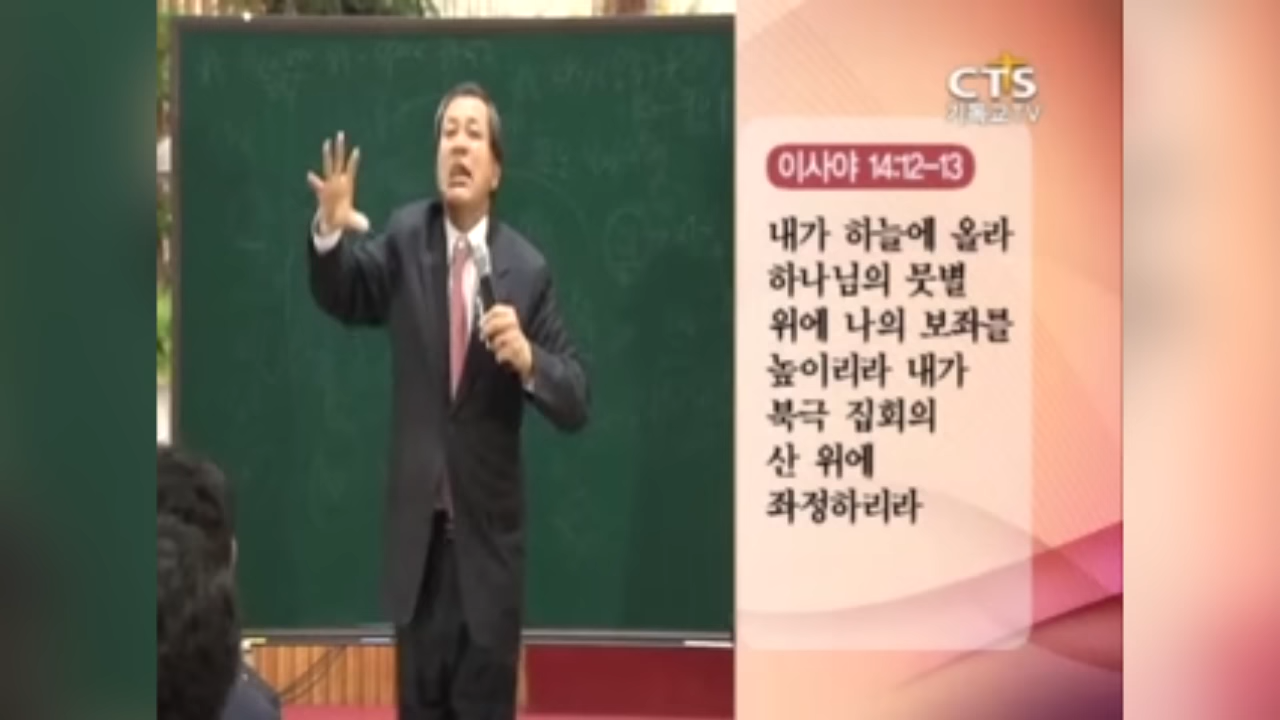 CTS
기독교TV
이사야 14:12-13
내가 하늘에 올라
하나님의 뭇별
위에 나의 보좌를
높이리라 내가
북극 집회의
산 위에
좌정하리라